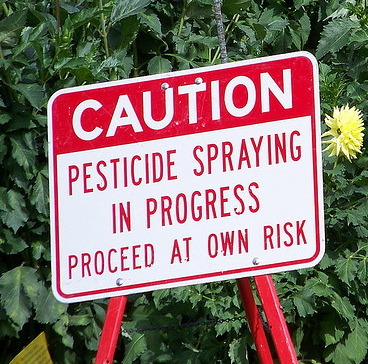 CAUTION
PESTICIDE SPRAYING
IN PROGRESS
PROCEED AT OWN RISK